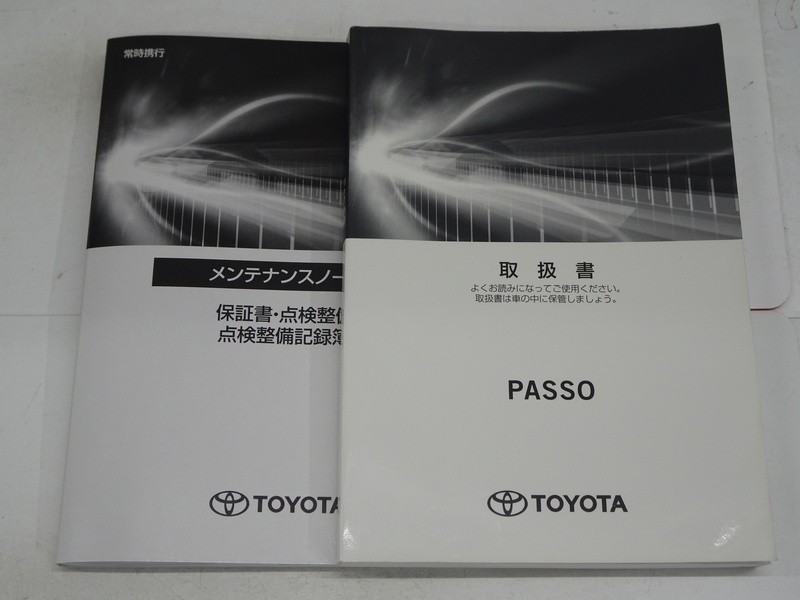 常時携行
メンテナンスノー
保証書・点検整
点検整備記録簿
TOYOTA
取扱書
よくお読みになってご使用ください。
取扱書は車の中に保管しましょう。
PASSO
TOYOTA